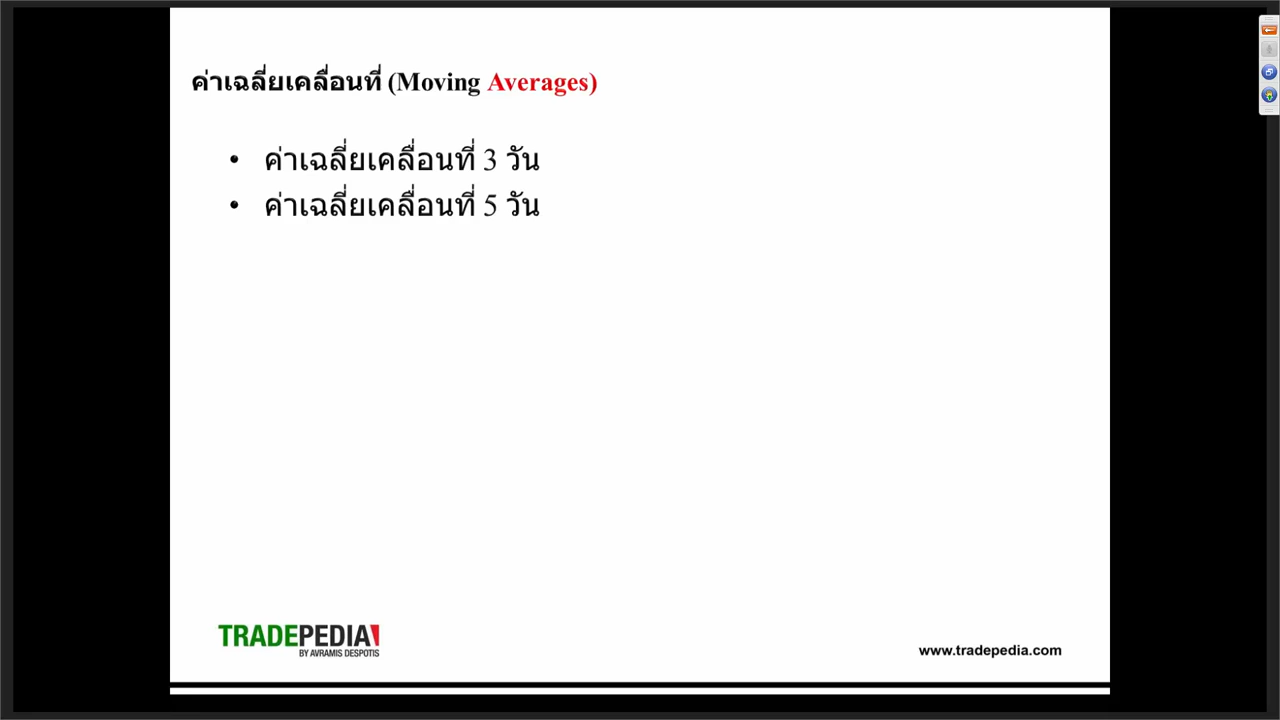 ค่าเฉลี่ยเคลื่อนที่ (Moving Averages)
• ค่าเฉลี่ยเคลื่อนที่ 3 วัน
• ค่าเฉลี่ยเคลื่อนที่ 5 วัน
TRADEPEDIA
BY AVRAMIS DESPOTIS
www.tradepedia.com